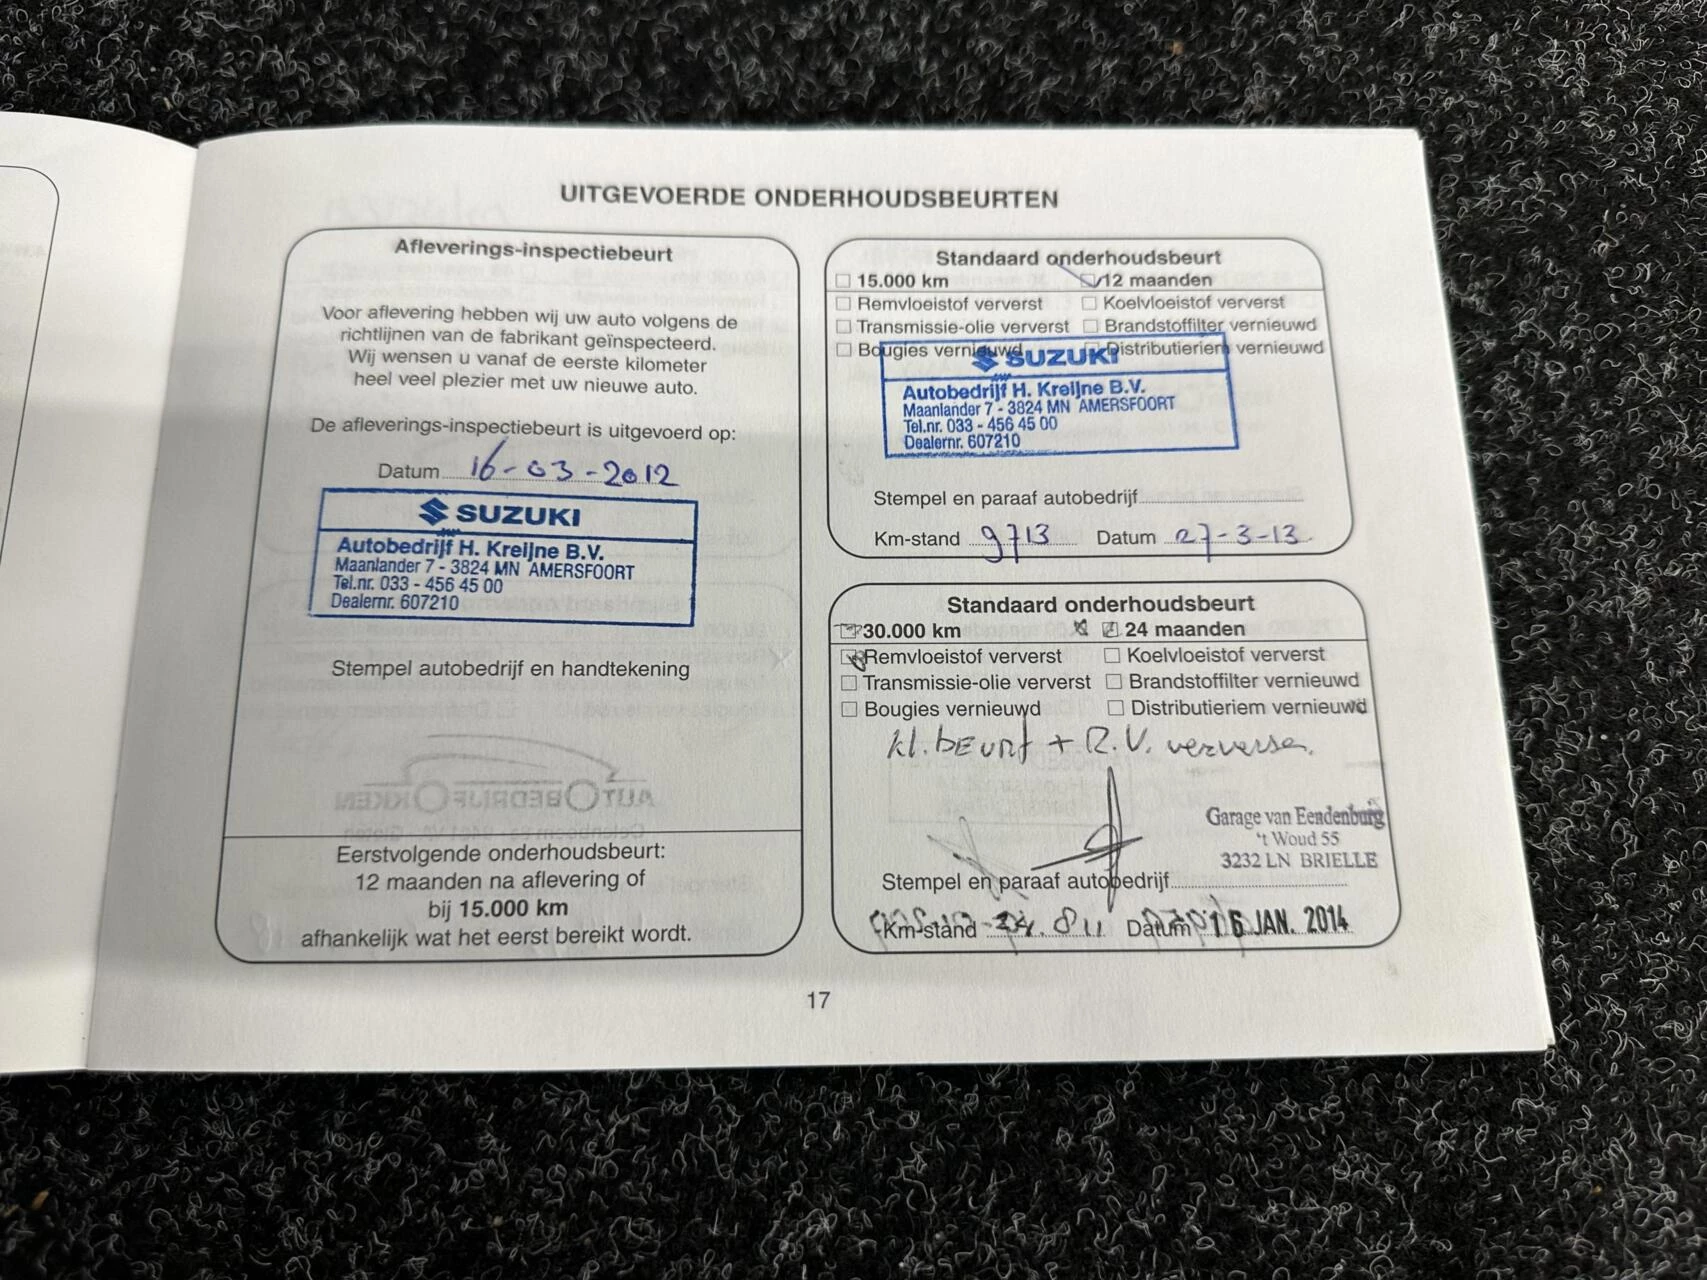 UITGEVOERDE ONDERHOUDSBEURTEN
Afleverings-inspectiebeurt
Voor aflevering hebben wij uw auto volgens de
richtlijnen van de fabrikant geïnspecteerd.
Wij wensen u vanaf de eerste kilometer
heel veel plezier met uw nieuwe auto.
De afleverings-inspectiebeurt is uitgevoerd op:
Datum 16-03-2012
SUZUKI
Autobedrijf H. Kreijne B.V.
Maanlander 7 - 3824 MN AMERSFOORT
Tel.nr. 033 - 456 45 00
Dealernr. 607210
Stempel autobedrijf en handtekening
Eerstvolgende onderhoudsbeurt:
12 maanden na aflevering of
bij 15.000 km
afhankelijk wat het eerst bereikt wordt.
Standaard onderhoudsbeurt
15.000 km 12 maanden
Remvloeistof ververst Koelvloeistof ververst
Transmissie-olie ververst Brandstoffilter vernieuwd
Bougies vernieuwd Distributieriem vernieuwd
SUZUKI
Autobedrijf H. Kreijne B.V.
Maanlander 7 - 3824 MN AMERSFOORT
Tel.nr. 033 - 456 45 00
Dealernr. 607210
Stempel en paraaf autobedrijf
Km-stand 9713 Datum 27-3-13
Standaard onderhoudsbeurt
30.000 km 24 maanden
Remvloeistof ververst Koelvloeistof ververst
Transmissie-olie ververst Brandstoffilter vernieuwd
Bougies vernieuwd Distributieriem vernieuwd
kl. beurt + R.V. verversen.
Garage van Eendenburg
't Woud 55
3232 LN BRIELLE
Stempel en paraaf autobedrijf
Km-stand Datum 16 JAN. 2014
17